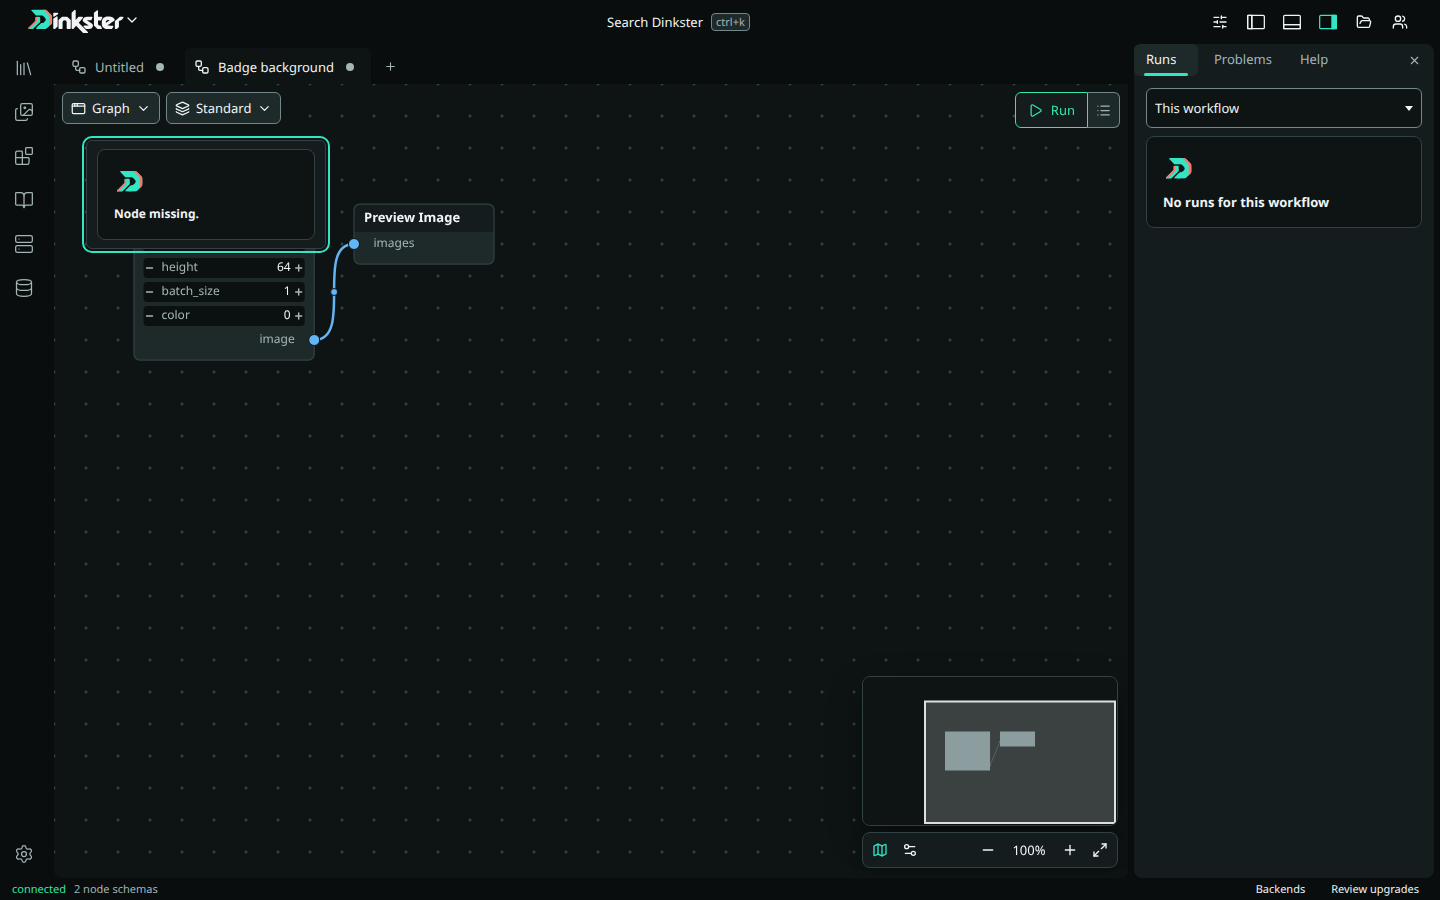 Dinkster
Search Dinkster ctrl+k
Untitled
Badge background
Runs
Problems
Help
Graph
Standard
Run
This workflow
Node missing.
No runs for this workflow
Preview Image
images
height 64
batch_size 1
color 0
image
100%
connected 2 node schemas
Backends
Review upgrades